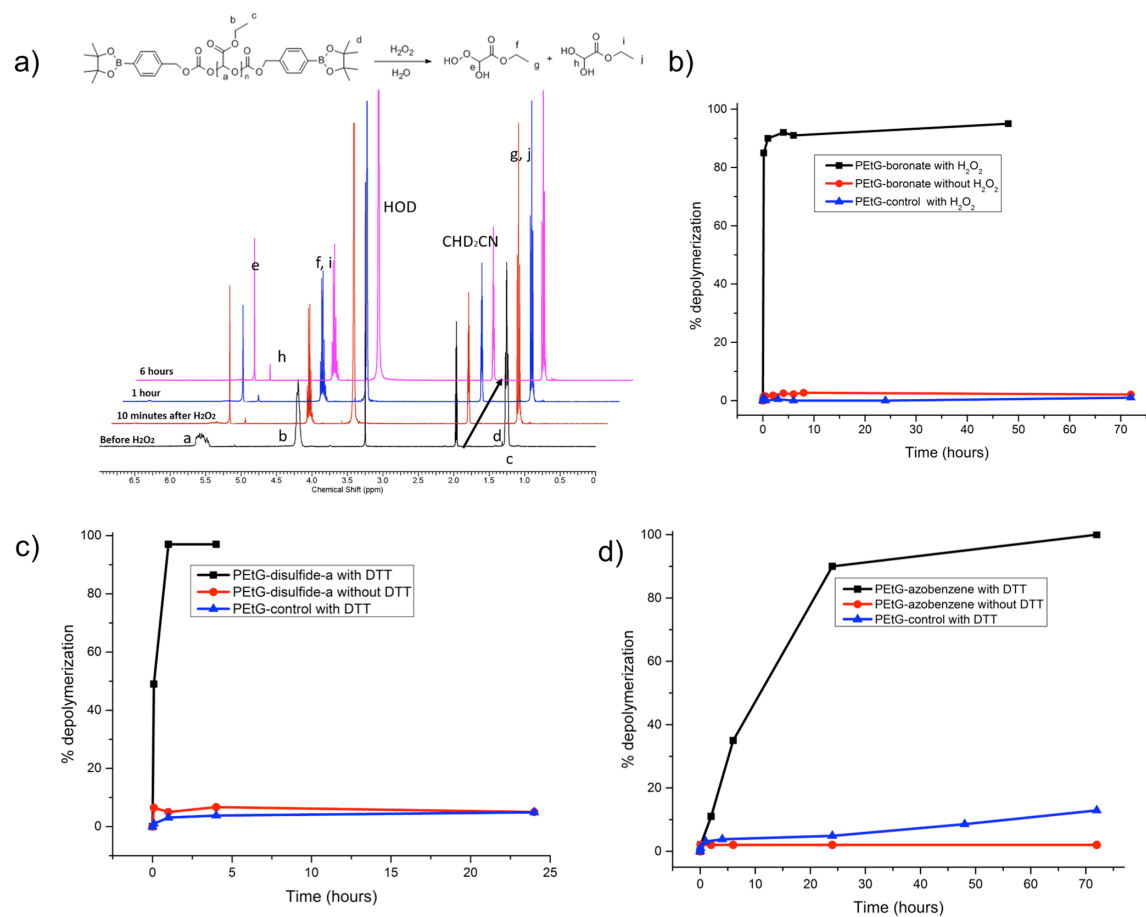 a)
b
c
d
a
n
H₂O₂
H₂O
f
g
e
+
i
h
j
g, j
HOD
CHD₂CN
e
f, i
h
6 hours
1 hour
10 minutes after H₂O₂
Before H₂O₂
a
b
d
c
6.5 6.0 5.5 5.0 4.5 4.0 3.5 3.0 2.5 2.0 1.5 1.0 0.5 0
Chemical Shift (ppm)
b)
100
80
60
40
20
0
% depolymerization
PEtG-boronate with H₂O₂
PEtG-boronate without H₂O₂
PEtG-control with H₂O₂
0 10 20 30 40 50 60 70
Time (hours)
c)
100
80
60
40
20
0
% depolymerization
PEtG-disulfide-a with DTT
PEtG-disulfide-a without DTT
PEtG-control with DTT
0 5 10 15 20 25
Time (hours)
d)
100
80
60
40
20
0
% depolymerization
PEtG-azobenzene with DTT
PEtG-azobenzene without DTT
PEtG-control with DTT
0 10 20 30 40 50 60 70
Time (hours)